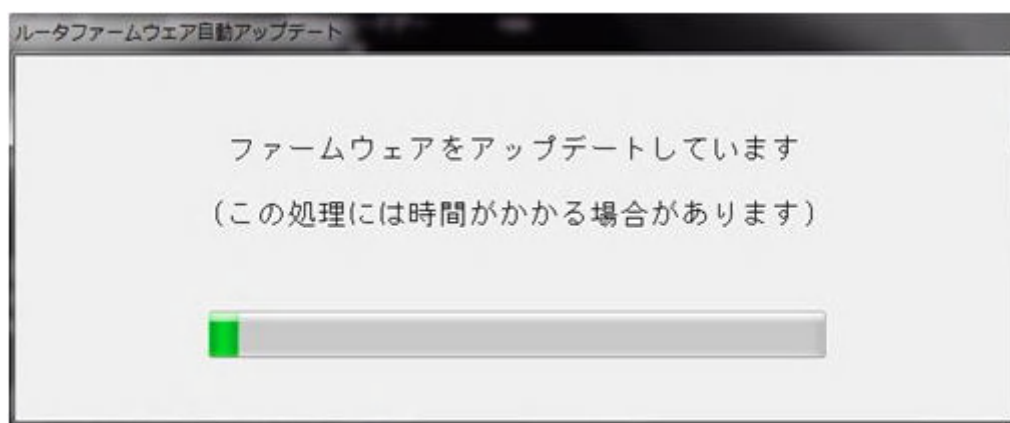 ルータファームウェア自動アップデート
ファームウェアをアップデートしています
(この処理には時間がかかる場合があります)